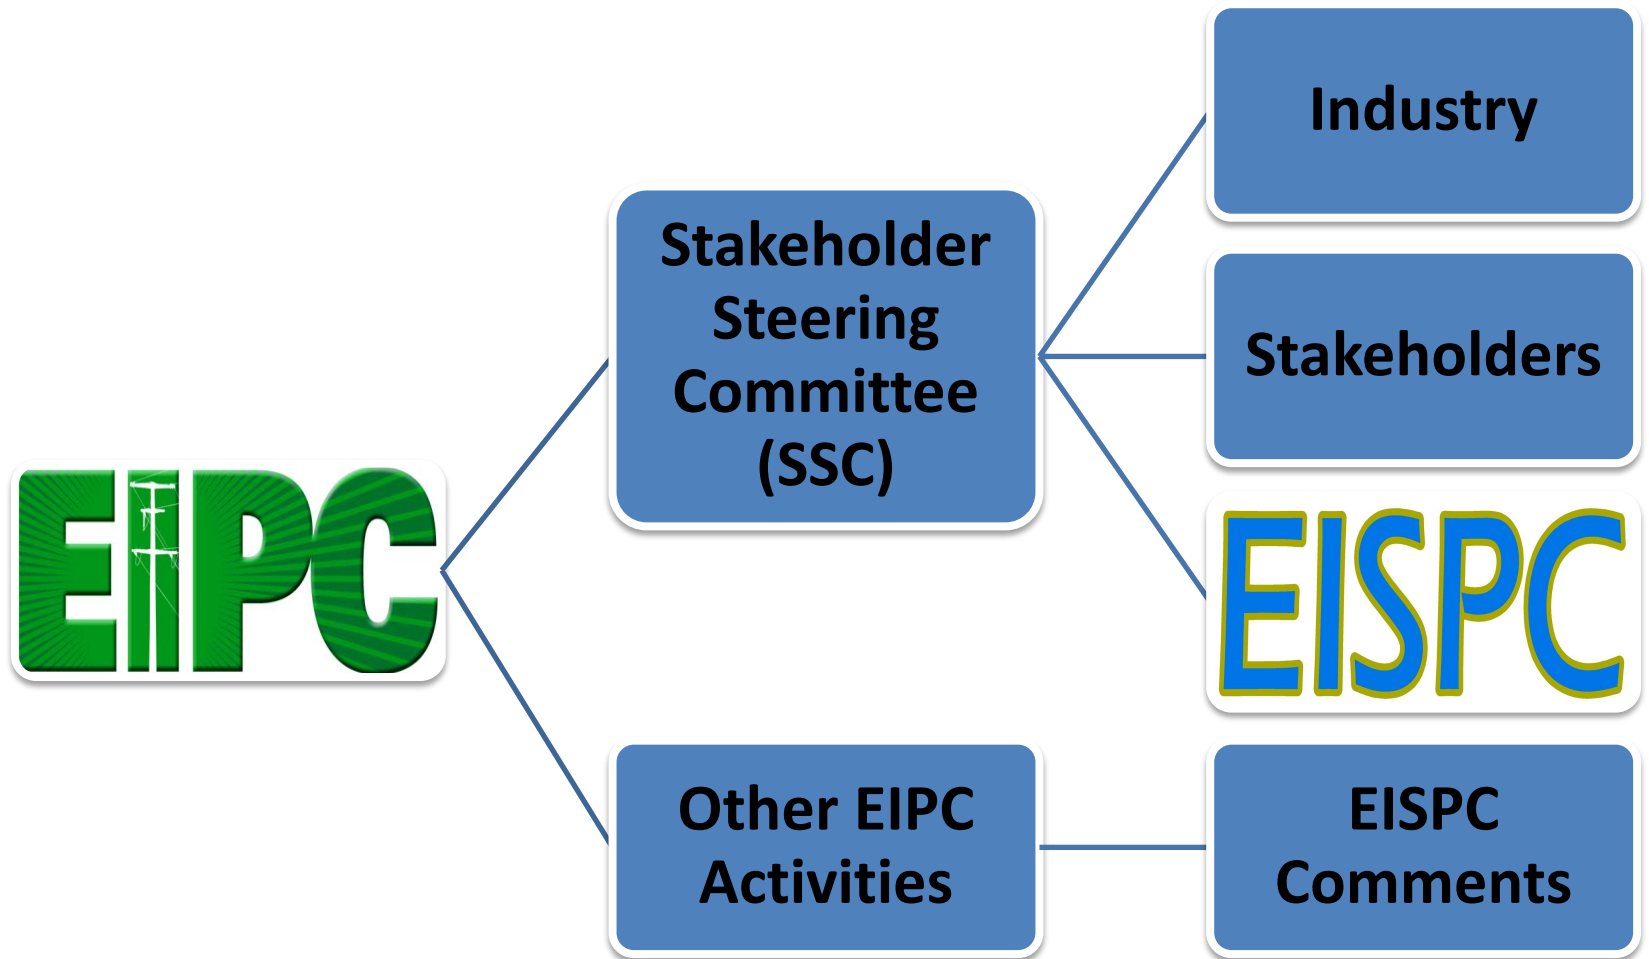 Industry
Stakeholder
Steering
Committee
(SSC)
Stakeholders
EIPC
EISPC
Other EIPC
Activities
EISPC
Comments